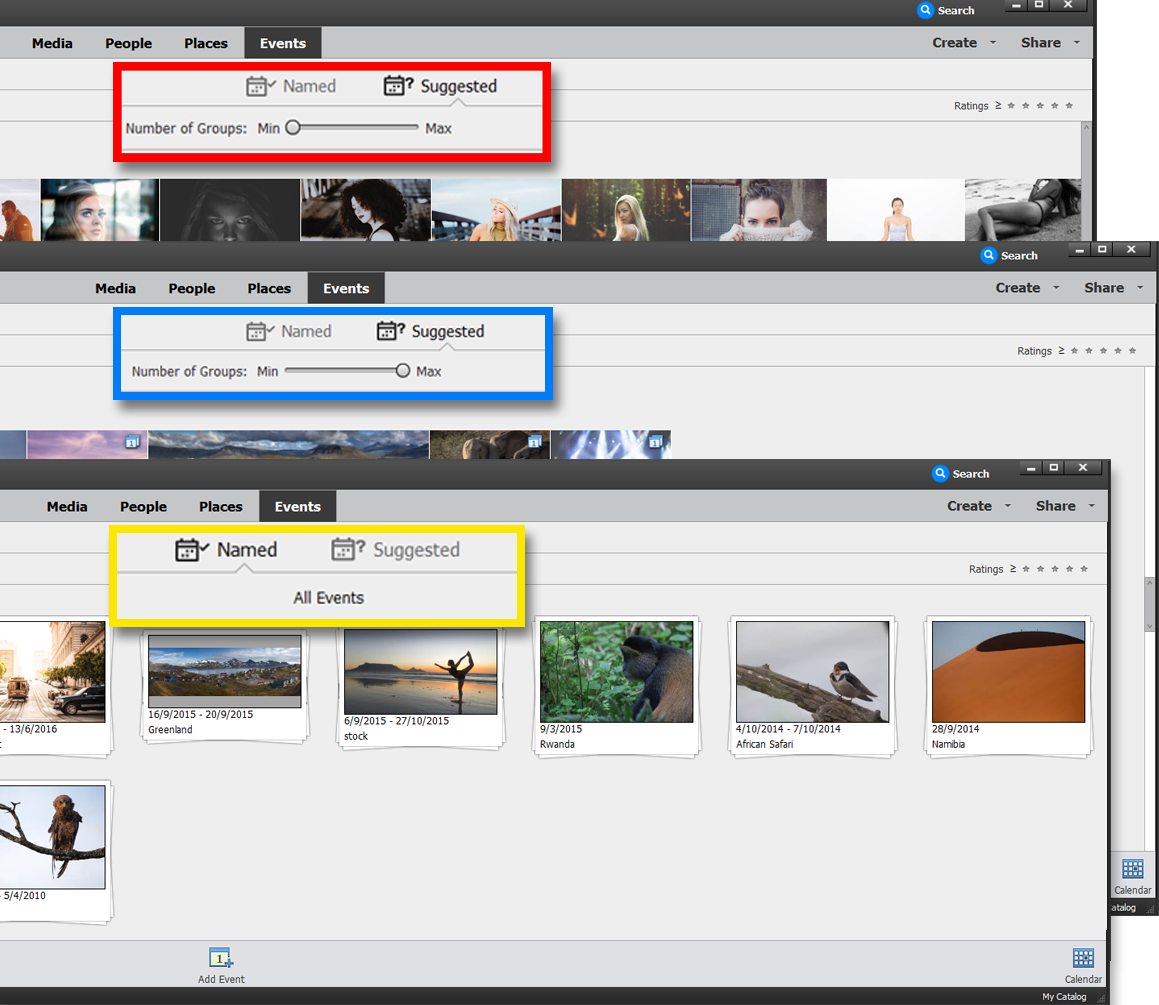 Search
Media People Places Events Create Share
Named Suggested
Ratings ≥
Number of Groups: Min Max
Search
Media People Places Events Create Share
Named Suggested
Ratings ≥
Number of Groups: Min Max
1 1 1
Search
Media People Places Events Create Share
Named Suggested
Ratings ≥
All Events
- 13/6/2016
16/9/2015 - 20/9/2015
Greenland
6/9/2015 - 27/10/2015
stock
9/3/2015
Rwanda
4/10/2014 - 7/10/2014
African Safari
28/9/2014
Namibia
- 5/4/2010
Calendar
atalog
1
Add Event
Calendar
My Catalog